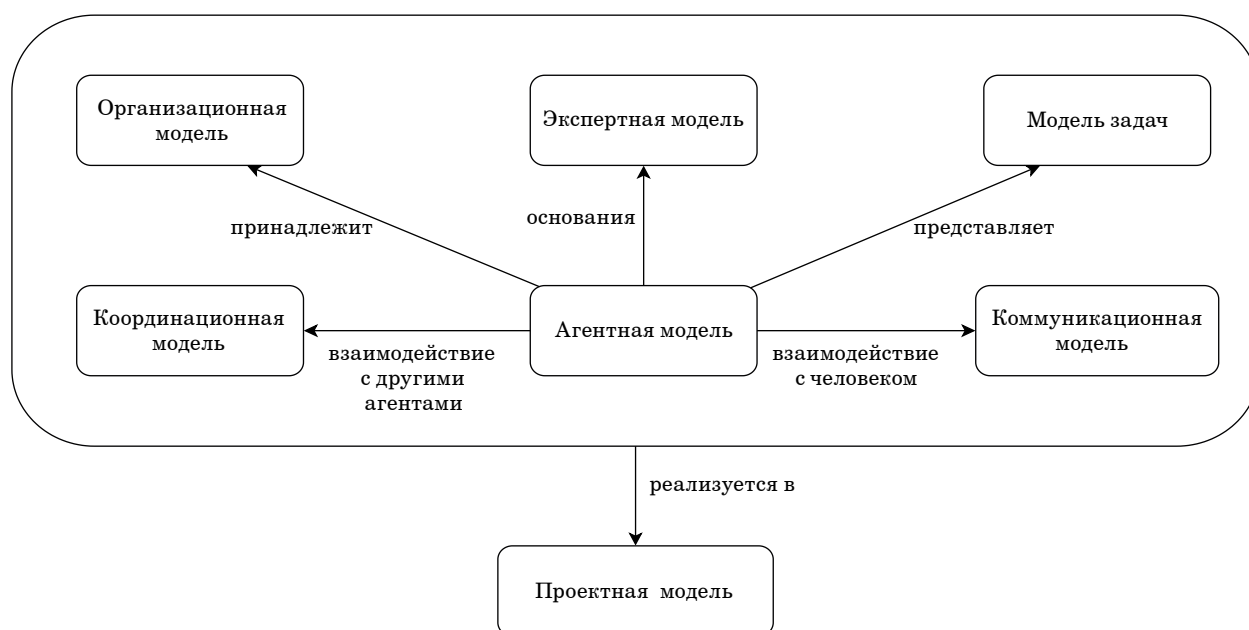 Организационная
модель
Экспертная модель
Модель задач
принадлежит
основания
представляет
Координационная
модель
Агентная модель
Коммуникационная
модель
взаимодействие
с другими
агентами
взаимодействие
с человеком
реализуется в
Проектная модель